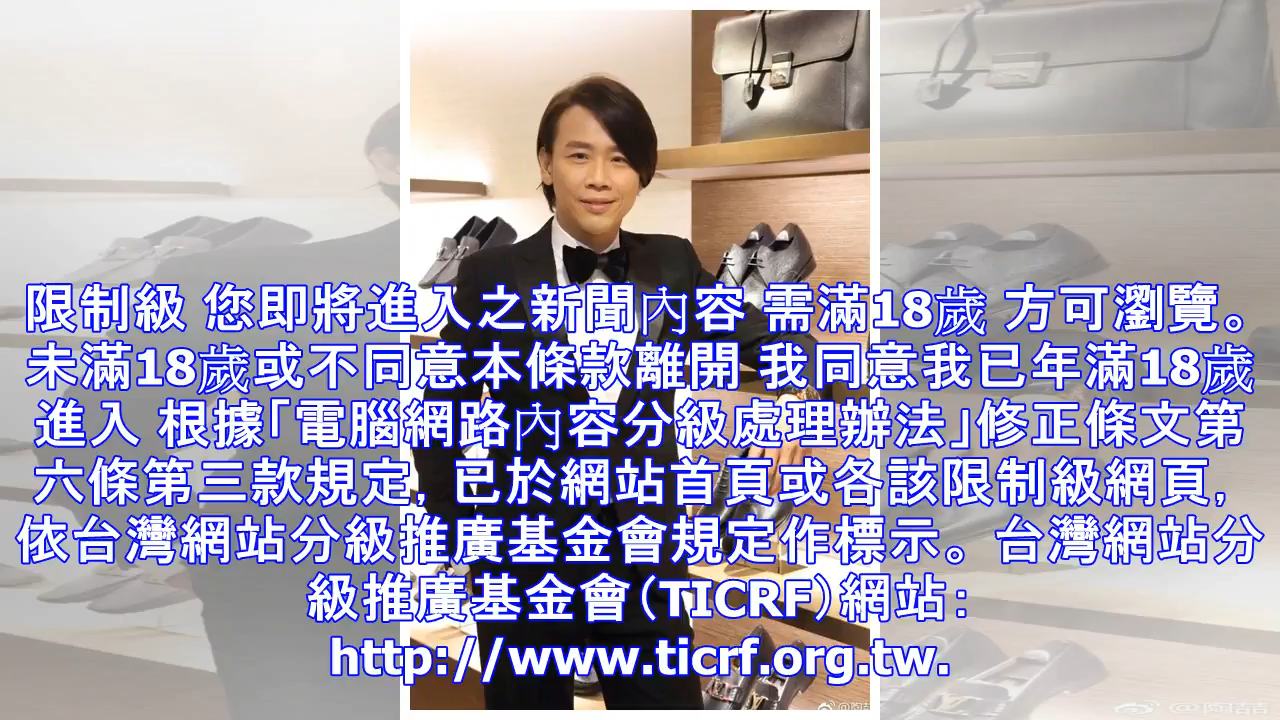 限制級 您即將進入之新聞內容 需滿18歲 方可瀏覽。
未滿18歲或不同意本條款離開 我同意我已年滿18歲
進入 根據「電腦網路內容分級處理辦法」修正條文第
六條第三款規定, 已於網站首頁或各該限制級網頁,
依台灣網站分級推廣基金會規定作標示。台灣網站分
級推廣基金會(TICRF)網站:
http://www.ticrf.org.tw.
@陶喆
@陶喆